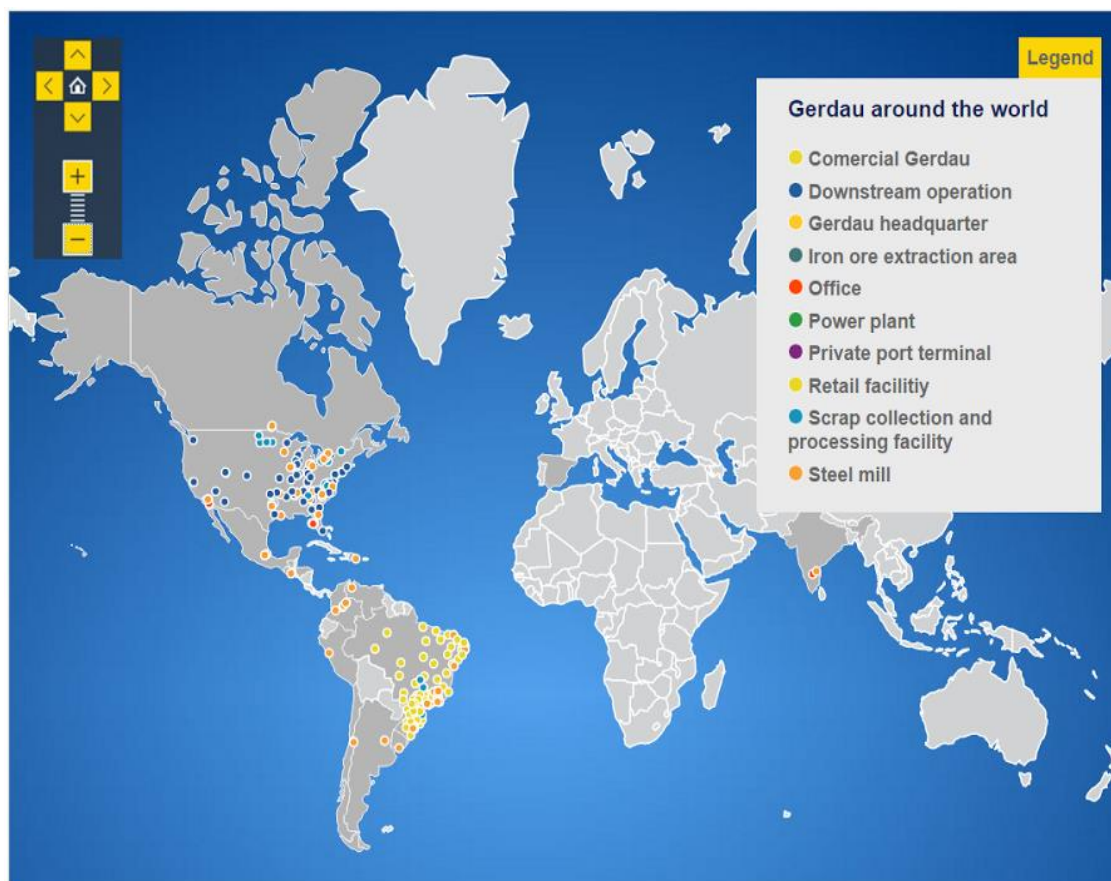 Legend
Gerdau around the world
Comercial Gerdau
Downstream operation
Gerdau headquarter
Iron ore extraction area
Office
Power plant
Private port terminal
Retail facilitiy
Scrap collection and
processing facility
Steel mill